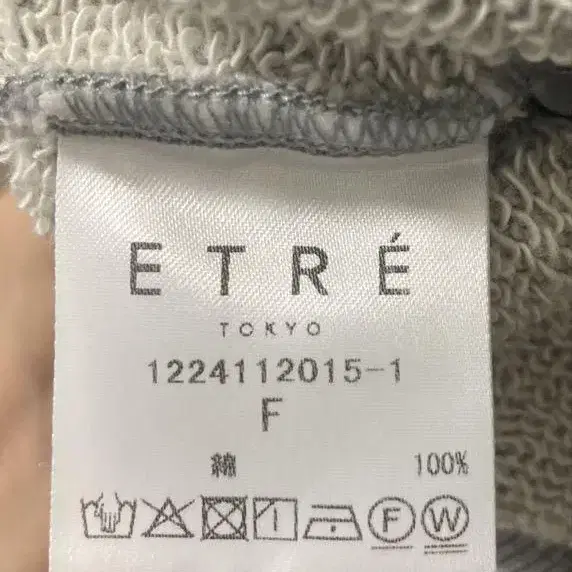 ETRÉ
TOKYO
1224112015-1
F
綿 100%
F W